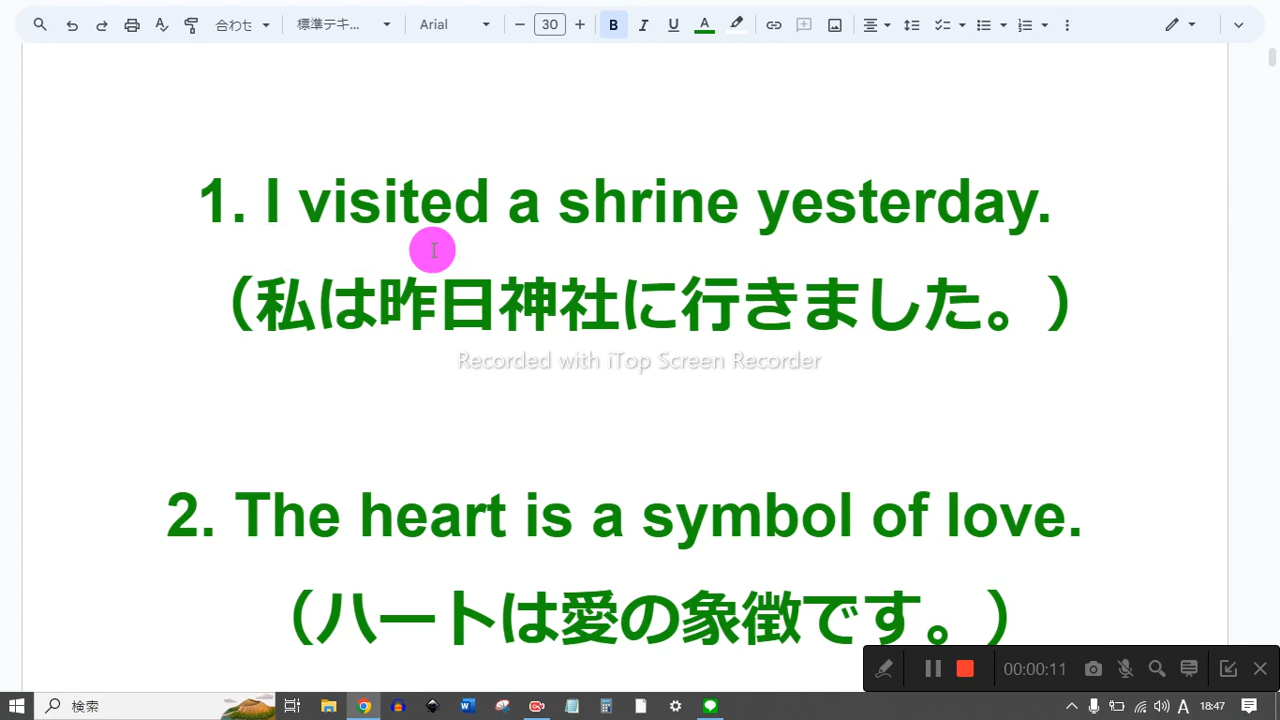 合わせ
標準テキ...
Arial
30
1. I visited a shrine yesterday.
（私は昨日神社に行きました。）
Recorded with iTop Screen Recorder
2. The heart is a symbol of love.
（ハートは愛の象徴です。）
00:00:11
検索
A
18:47